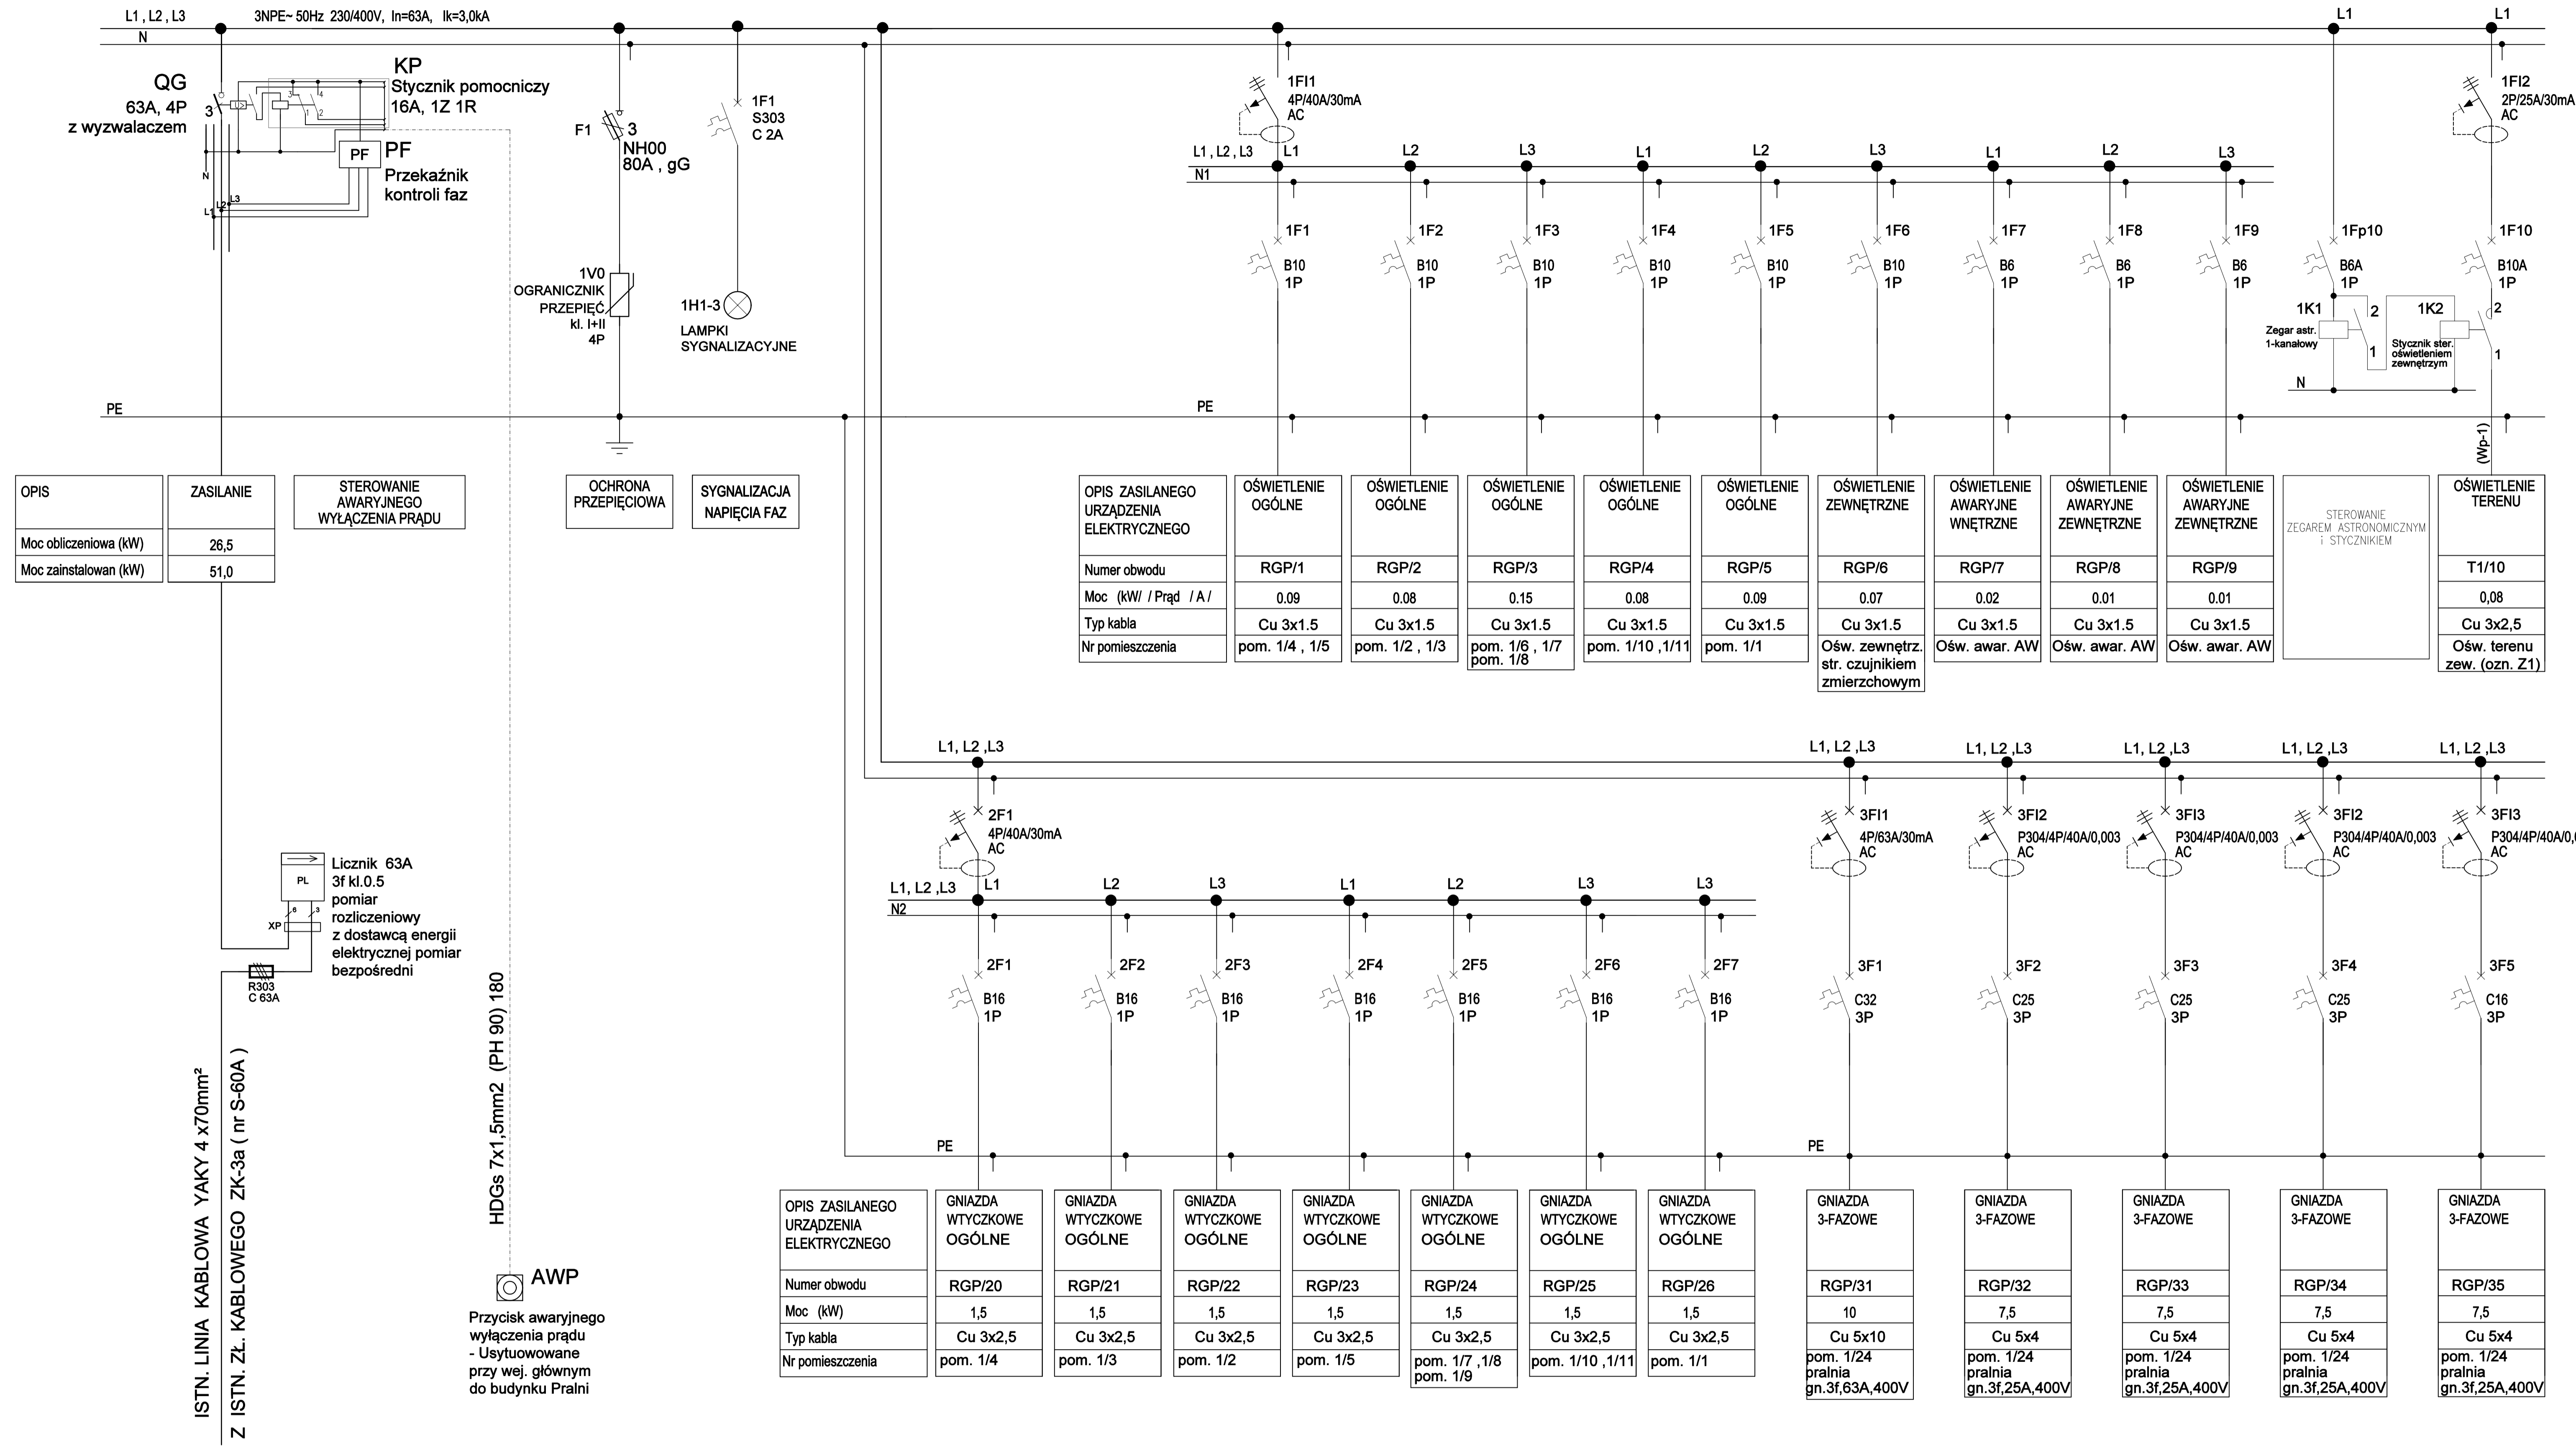 L1 , L2 , L3
3NPE~ 50Hz 230/400V, In=63A, Ik=3,0kA
N
L1
L1
QG
63A, 4P
z wyzwalaczem
3
3
4
1
2
KP
Stycznik pomocniczy
16A, 1Z 1R
PF
PF
Przekaźnik
kontroli faz
N
L1
L2
L3
F1
3
NH00
80A , gG
1V0
OGRANICZNIK
PRZEPIĘĆ
kl. I+II
4P
1F1
S303
C 2A
1H1-3
LAMPKI
SYGNALIZACYJNE
1FI1
4P/40A/30mA
AC
1FI2
2P/25A/30mA
AC
L1 , L2 , L3
N1
L1
L2
L3
L1
L2
L3
L1
L2
L3
1F1
B10
1P
1F2
B10
1P
1F3
B10
1P
1F4
B10
1P
1F5
B10
1P
1F6
B10
1P
1F7
B6
1P
1F8
B6
1P
1F9
B6
1P
1Fp10
B6A
1P
1F10
B10A
1P
1K1
Zegar astr.
1-kanałowy
2
1
1K2
Stycznik ster.
oświetleniem
zewnętrzym
2
1
N
PE
PE
(Wp-1)
OPIS
ZASILANIE
Moc obliczeniowa (kW)
26,5
Moc zainstalowan (kW)
51,0
STEROWANIE
AWARYJNEGO
WYŁĄCZENIA PRĄDU
OCHRONA
PRZEPIĘCIOWA
SYGNALIZACJA
NAPIĘCIA FAZ
OPIS ZASILANEGO
URZĄDZENIA
ELEKTRYCZNEGO
Numer obwodu
Moc (kW/ / Prąd / A /
Typ kabla
Nr pomieszczenia
OŚWIETLENIE
OGÓLNE
RGP/1
0.09
Cu 3x1.5
pom. 1/4 , 1/5
OŚWIETLENIE
OGÓLNE
RGP/2
0.08
Cu 3x1.5
pom. 1/2 , 1/3
OŚWIETLENIE
OGÓLNE
RGP/3
0.15
Cu 3x1.5
pom. 1/6 , 1/7
pom. 1/8
OŚWIETLENIE
OGÓLNE
RGP/4
0.08
Cu 3x1.5
pom. 1/10 ,1/11
OŚWIETLENIE
OGÓLNE
RGP/5
0.09
Cu 3x1.5
pom. 1/1
OŚWIETLENIE
ZEWNĘTRZNE
RGP/6
0.07
Cu 3x1.5
Ośw. zewnętrz.
str. czujnikiem
zmierzchowym
OŚWIETLENIE
AWARYJNE
WNĘTRZNE
RGP/7
0.02
Cu 3x1.5
Ośw. awar. AW
OŚWIETLENIE
AWARYJNE
ZEWNĘTRZNE
RGP/8
0.01
Cu 3x1.5
Ośw. awar. AW
OŚWIETLENIE
AWARYJNE
ZEWNĘTRZNE
RGP/9
0.01
Cu 3x1.5
Ośw. awar. AW
STEROWANIE
ZEGAREM ASTRONOMICZNYM
i STYCZNIKIEM
OŚWIETLENIE
TERENU
T1/10
0,08
Cu 3x2,5
Ośw. terenu
zew. (ozn. Z1)
L1, L2 ,L3
L1, L2 ,L3
L1, L2 ,L3
L1, L2 ,L3
L1, L2 ,L3
L1, L2 ,L3
2F1
4P/40A/30mA
AC
3FI1
4P/63A/30mA
AC
3FI2
P304/4P/40A/0,003
AC
3FI3
P304/4P/40A/0,003
AC
3FI2
P304/4P/40A/0,003
AC
3FI3
P304/4P/40A/0,
AC
L1, L2 ,L3
N2
L1
L2
L3
L1
L2
L3
L3
2F1
B16
1P
2F2
B16
1P
2F3
B16
1P
2F4
B16
1P
2F5
B16
1P
2F6
B16
1P
2F7
B16
1P
3F1
C32
3P
3F2
C25
3P
3F3
C25
3P
3F4
C25
3P
3F5
C16
3P
PL
6
3
XP
Licznik 63A
3f kl.0.5
pomiar
rozliczeniowy
z dostawcą energii
elektrycznej pomiar
bezpośredni
R303
C 63A
ISTN. LINIA KABLOWA YAKY 4 x70mm²
Z ISTN. ZŁ. KABLOWEGO ZK-3a ( nr S-60A )
HDGs 7x1,5mm2 (PH 90) 180
AWP
Przycisk awaryjnego
wyłączenia prądu
- Usytuowowane
przy wej. głównym
do budynku Pralni
PE
PE
OPIS ZASILANEGO
URZĄDZENIA
ELEKTRYCZNEGO
Numer obwodu
Moc (kW)
Typ kabla
Nr pomieszczenia
GNIAZDA
WTYCZKOWE
OGÓLNE
RGP/20
1,5
Cu 3x2,5
pom. 1/4
GNIAZDA
WTYCZKOWE
OGÓLNE
RGP/21
1,5
Cu 3x2,5
pom. 1/3
GNIAZDA
WTYCZKOWE
OGÓLNE
RGP/22
1,5
Cu 3x2,5
pom. 1/2
GNIAZDA
WTYCZKOWE
OGÓLNE
RGP/23
1,5
Cu 3x2,5
pom. 1/5
GNIAZDA
WTYCZKOWE
OGÓLNE
RGP/24
1,5
Cu 3x2,5
pom. 1/7 ,1/8
pom. 1/9
GNIAZDA
WTYCZKOWE
OGÓLNE
RGP/25
1,5
Cu 3x2,5
pom. 1/10 ,1/11
GNIAZDA
WTYCZKOWE
OGÓLNE
RGP/26
1,5
Cu 3x2,5
pom. 1/1
GNIAZDA
3-FAZOWE
RGP/31
10
Cu 5x10
pom. 1/24
pralnia
gn.3f,63A,400V
GNIAZDA
3-FAZOWE
RGP/32
7,5
Cu 5x4
pom. 1/24
pralnia
gn.3f,25A,400V
GNIAZDA
3-FAZOWE
RGP/33
7,5
Cu 5x4
pom. 1/24
pralnia
gn.3f,25A,400V
GNIAZDA
3-FAZOWE
RGP/34
7,5
Cu 5x4
pom. 1/24
pralnia
gn.3f,25A,400V
GNIAZDA
3-FAZOWE
RGP/35
7,5
Cu 5x4
pom. 1/24
pralnia
gn.3f,25A,400V